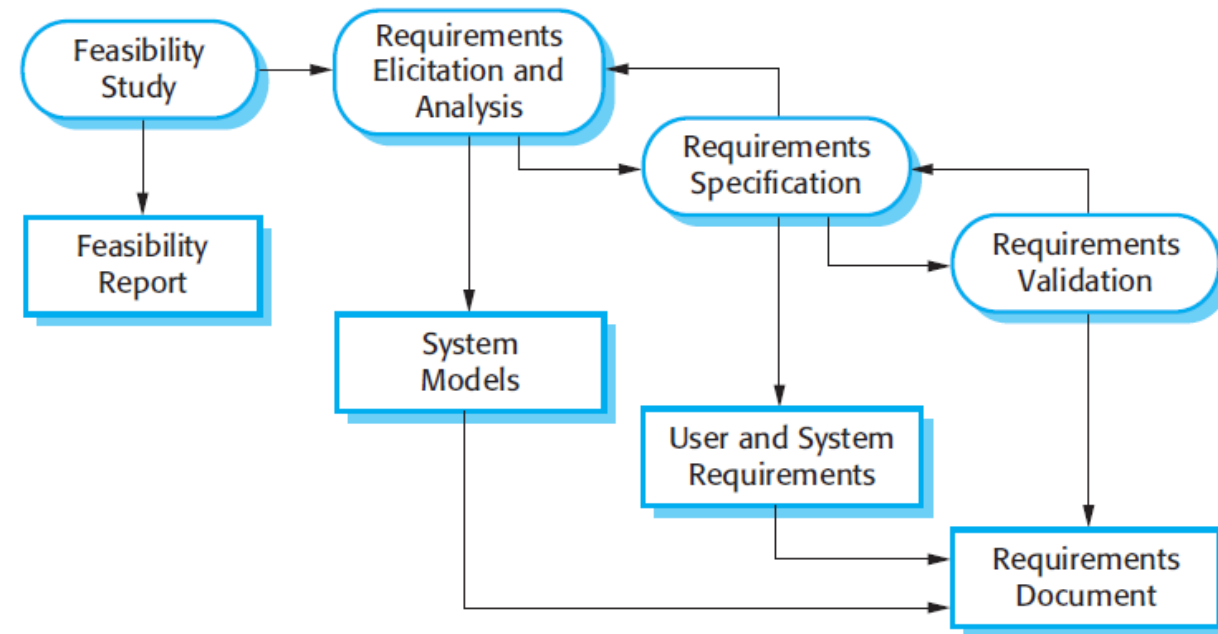 Feasibility
Study
Requirements
Elicitation and
Analysis
Requirements
Specification
Requirements
Validation
Feasibility
Report
System
Models
User and System
Requirements
Requirements
Document